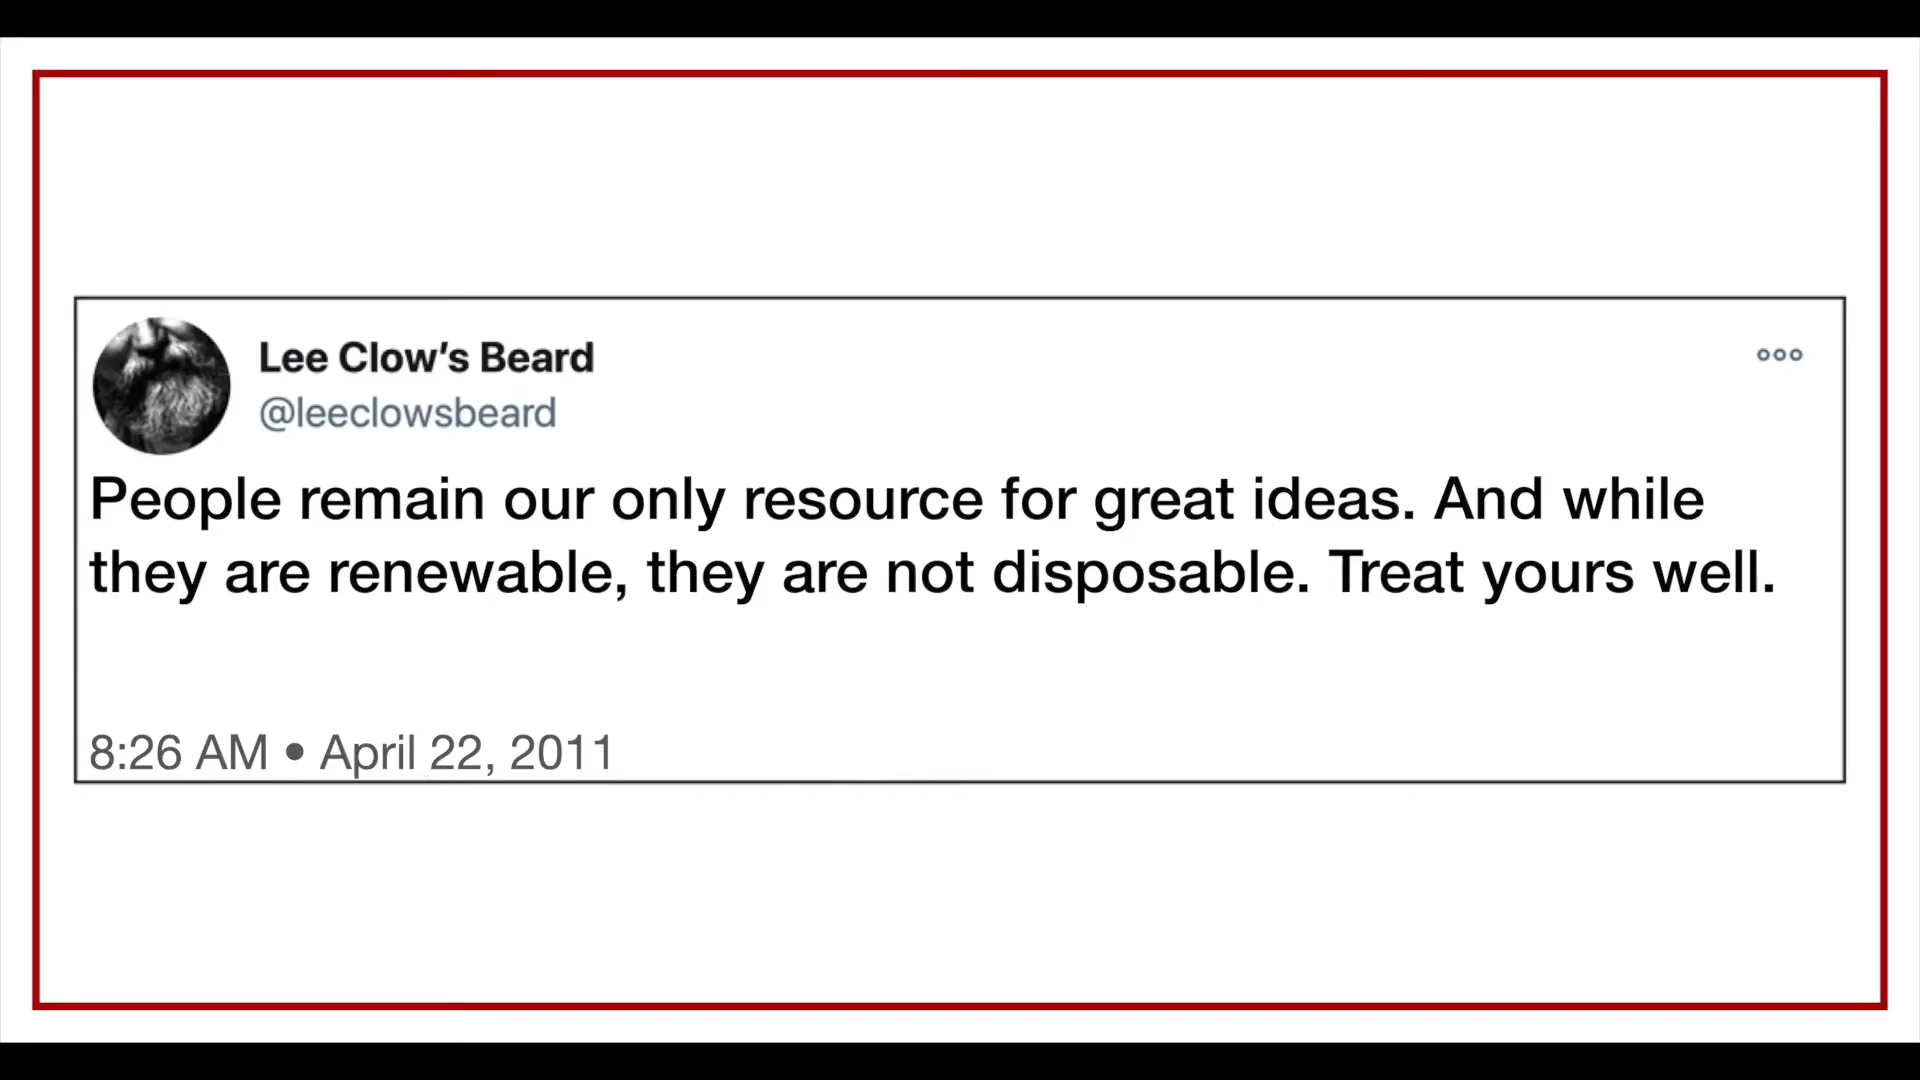 Lee Clow’s Beard
@leeclowsbeard
People remain our only resource for great ideas. And while
they are renewable, they are not disposable. Treat yours well.
8:26 AM • April 22, 2011